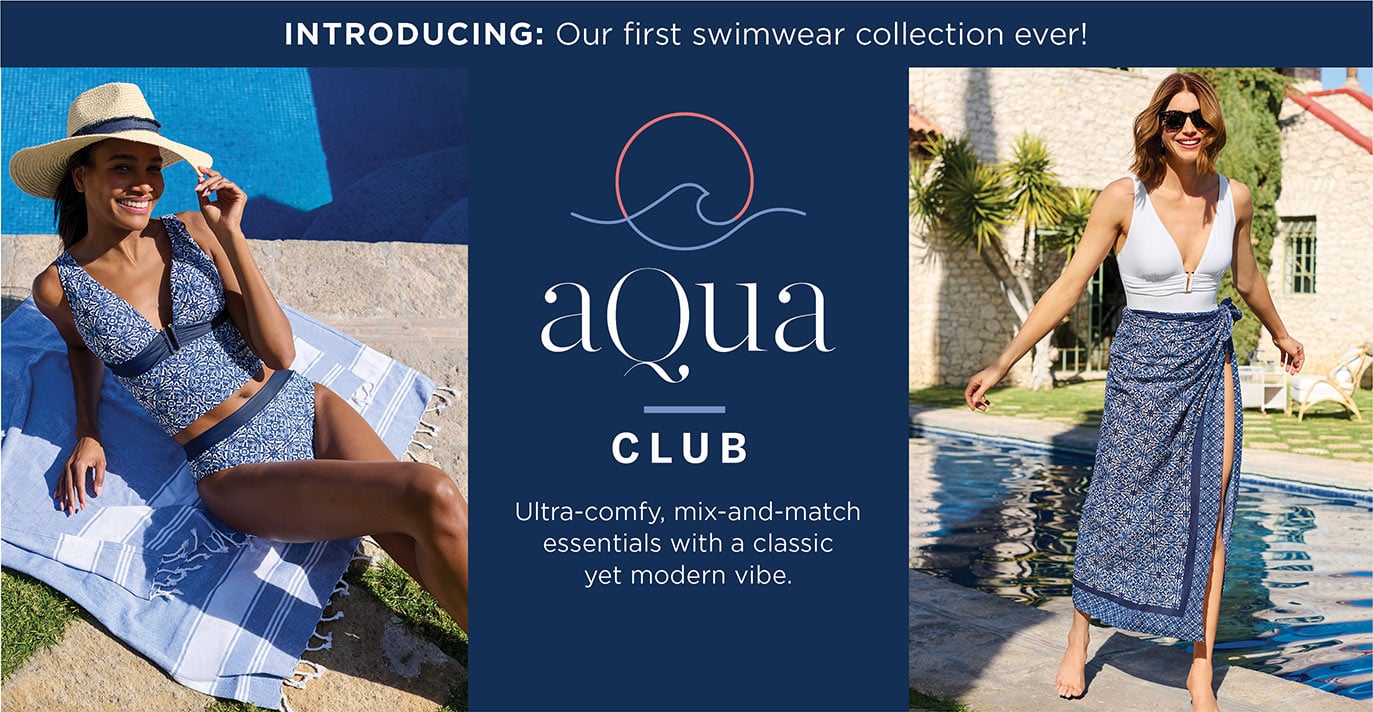 INTRODUCING: Our first swimwear collection ever!
aQua
CLUB
Ultra-comfy, mix-and-match
essentials with a classic
yet modern vibe.